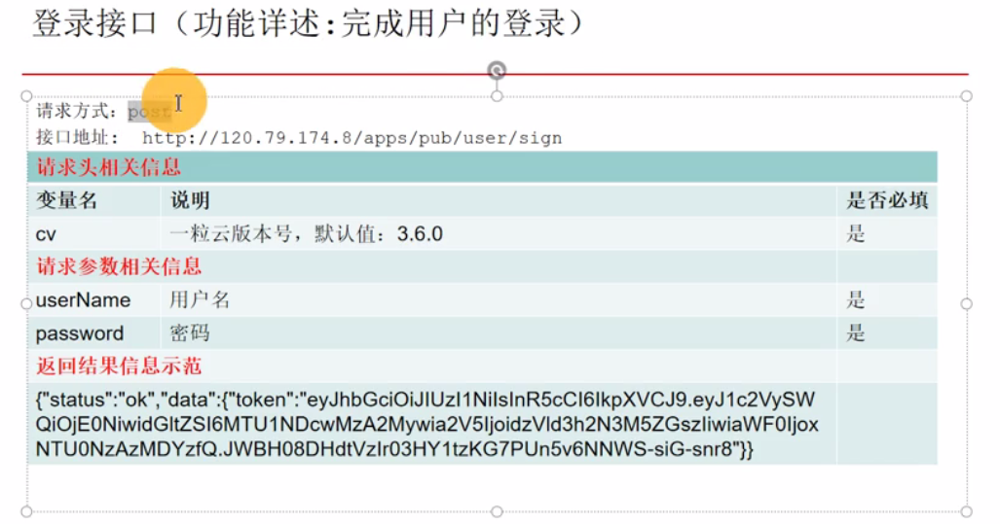 登录接口（功能详述:完成用户的登录）
请求方式：post
接口地址： http://120.79.174.8/apps/pub/user/sign
请求头相关信息
变量名 说明 是否必填
cv 一粒云版本号，默认值：3.6.0 是
请求参数相关信息
userName 用户名 是
password 密码 是
返回结果信息示范
{"status":"ok","data":{"token":"eyJhbGciOiJIUzI1NiIsInR5cCI6IkpXVCJ9.eyJ1c2VySW
QiOjE0NiwidGltZSI6MTU1NDcwMzA2Mywia2V5IjoidzVld3h2N3M5ZGszIiwiaWF0Ijox
NTU0NzAzMDYzfQ.JWBH08DHdtVzIr03HY1tzKG7PUn5v6NNWS-siG-snr8"}}